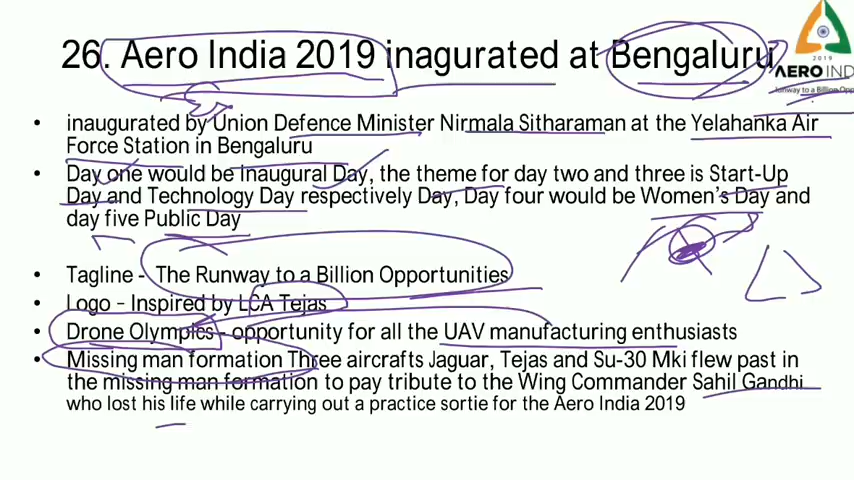 26. Aero India 2019 inagurated at Bengaluru
2019
AERO IND
Runway to a Billion Oppo
• inaugurated by Union Defence Minister Nirmala Sitharaman at the Yelahanka Air
Force Station in Bengaluru
• Day one would be Inaugural Day, the theme for day two and three is Start-Up
Day and Technology Day respectively Day, Day four would be Women's Day and
day five Public Day
• Tagline - The Runway to a Billion Opportunities
• Logo – Inspired by LCA Tejas
• Drone Olympics - opportunity for all the UAV manufacturing enthusiasts
• Missing man formation Three aircrafts Jaguar, Tejas and Su-30 Mki flew past in
the missing man formation to pay tribute to the Wing Commander Sahil Gandhi
who lost his life while carrying out a practice sortie for the Aero India 2019